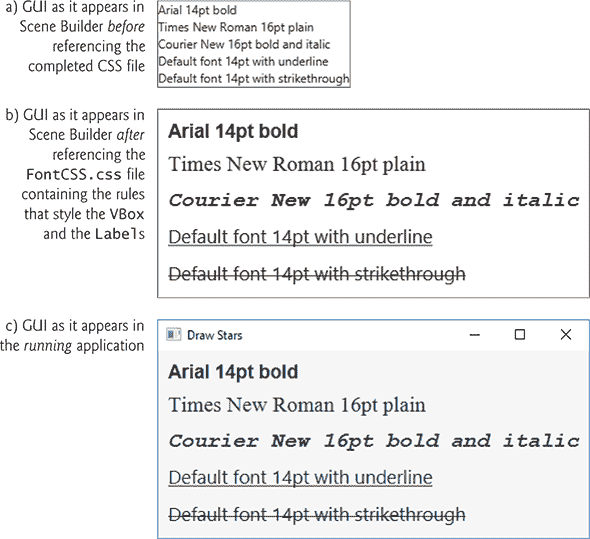 a) GUI as it appears in
Scene Builder before
referencing the
completed CSS file
Arial 14pt bold
Times New Roman 16pt plain
Courier New 16pt bold and italic
Default font 14pt with underline
Default font 14pt with strikethrough
b) GUI as it appears in
Scene Builder after
referencing the
FontCSS.css file
containing the rules
that style the VBox
and the Labels
Arial 14pt bold
Times New Roman 16pt plain
Courier New 16pt bold and italic
Default font 14pt with underline
Default font 14pt with strikethrough
c) GUI as it appears in
the running application
Draw Stars
Arial 14pt bold
Times New Roman 16pt plain
Courier New 16pt bold and italic
Default font 14pt with underline
Default font 14pt with strikethrough